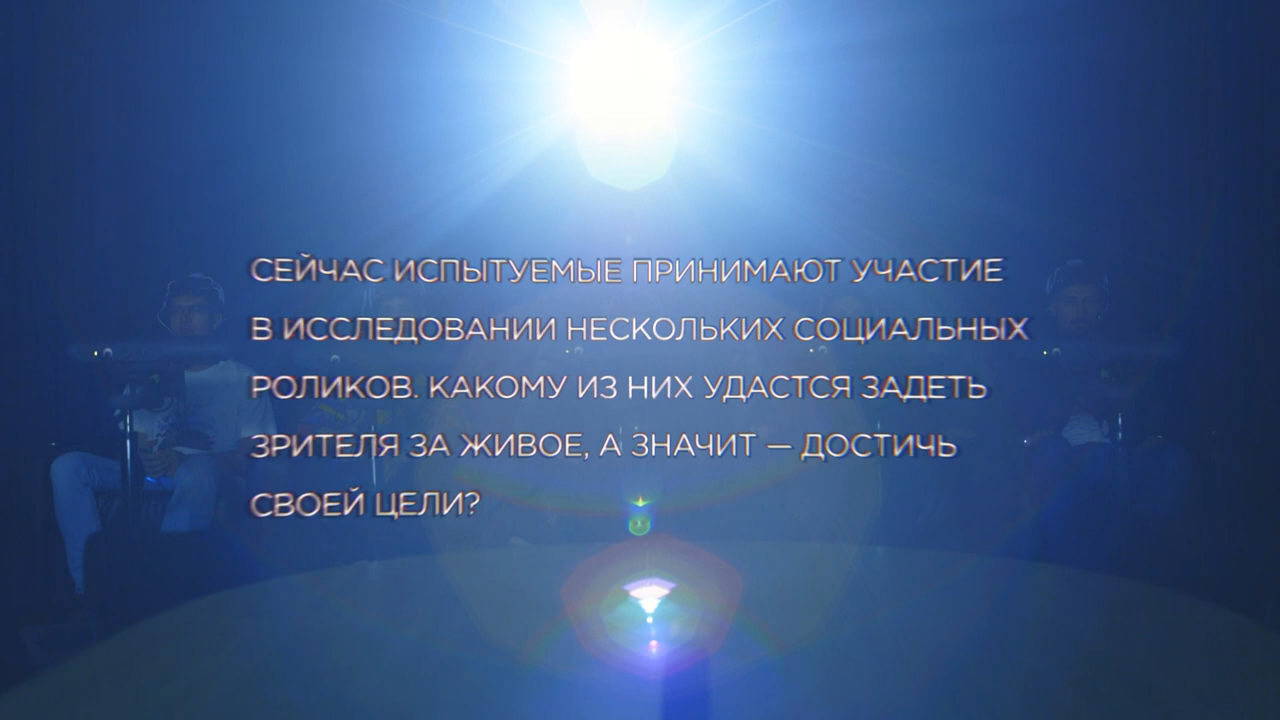 СЕЙЧАС ИСПЫТУЕМЫЕ ПРИНИМАЮТ УЧАСТИЕ
В ИССЛЕДОВАНИИ НЕСКОЛЬКИХ СОЦИАЛЬНЫХ
РОЛИКОВ. КАКОМУ ИЗ НИХ УДАСТСЯ ЗАДЕТЬ
ЗРИТЕЛЯ ЗА ЖИВОЕ, А ЗНАЧИТ — ДОСТИЧЬ
СВОЕЙ ЦЕЛИ?